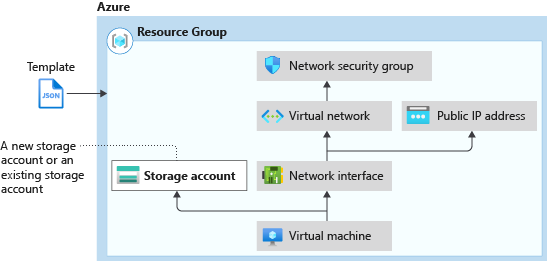 Azure
Resource Group
Template
JSON
Network security group
Virtual network
Public IP address
A new storage
account or an
existing storage
account
Storage account
Network interface
Virtual machine